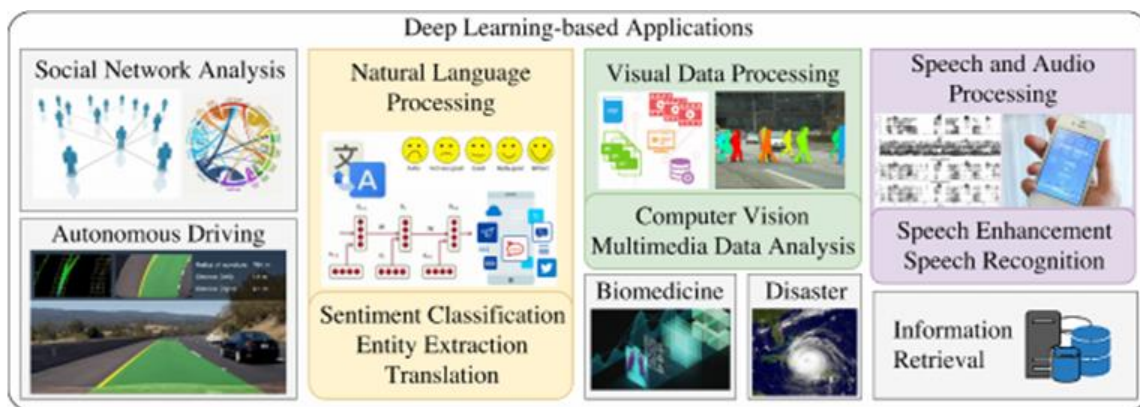 Deep Learning-based Applications
Social Network Analysis
Autonomous Driving
Natural Language
Processing
文
A
Sentiment Classification
Entity Extraction
Translation
Visual Data Processing
Computer Vision
Multimedia Data Analysis
Biomedicine
Disaster
Speech and Audio
Processing
Speech Enhancement
Speech Recognition
Information
Retrieval